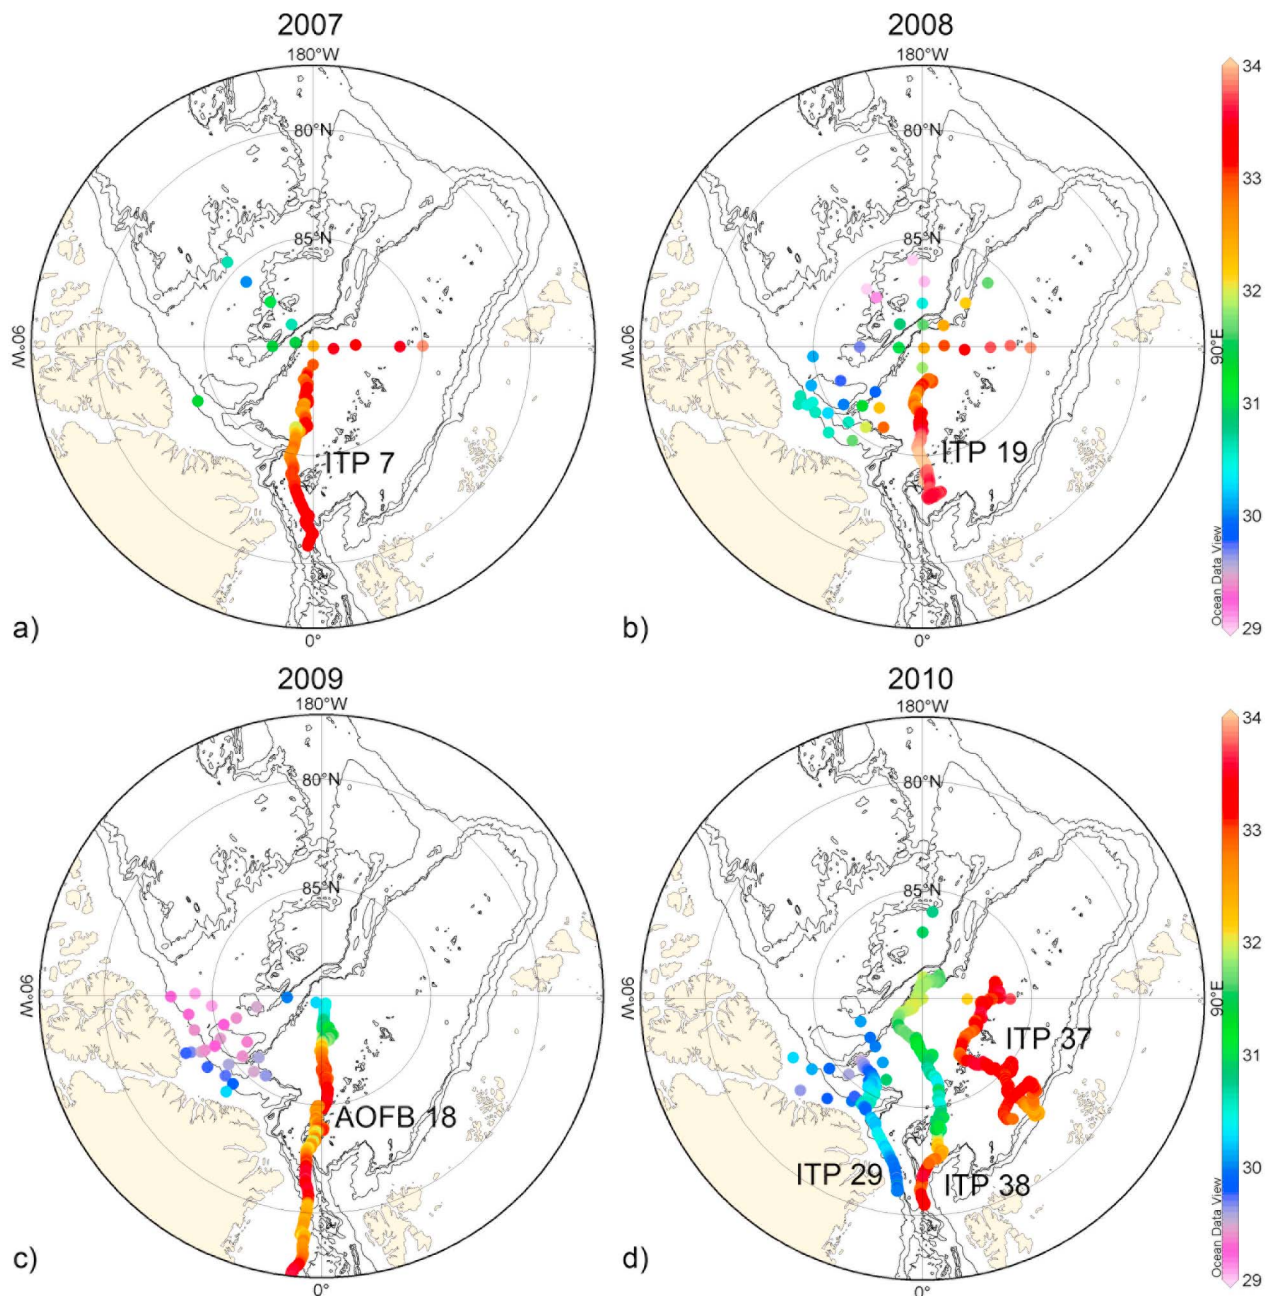 2007
2008
180°W
180°W
34
80°N
80°N
33
85°N
85°N
32
90°W
90°W
90°E
31
ITP 7
ITP 19
30
Ocean Data View
29
a)
0°
b)
0°
2009
2010
180°W
180°W
34
80°N
80°N
33
85°N
85°N
32
90°W
90°W
90°E
ITP 37
31
AOFB 18
ITP 29
ITP 38
30
Ocean Data View
29
c)
0°
d)
0°